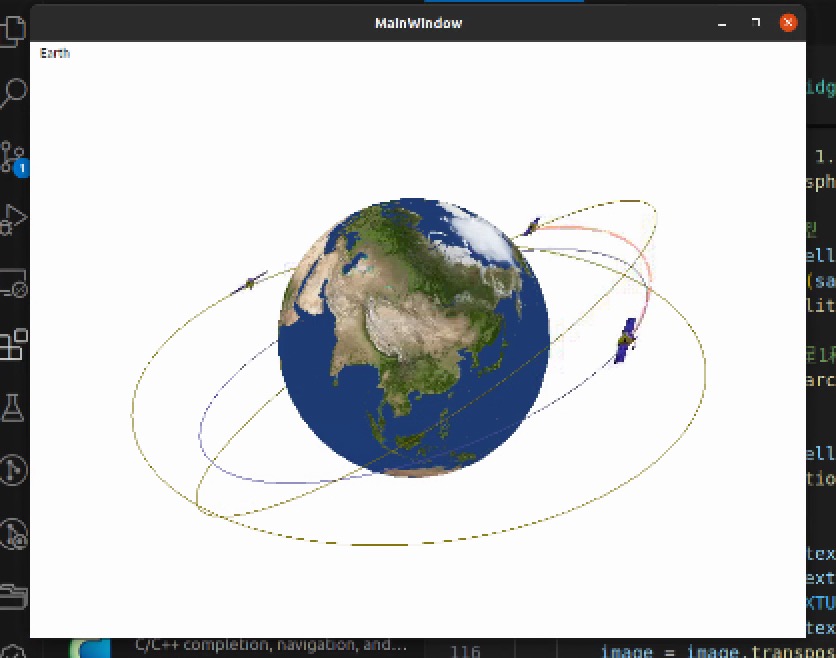 MainWindow
Earth
idg
1.
sph
ell
(sa
lit
arc
ell
tio
tex
ext
XTU
tex
1
C/C++ completion, navigation, and...
116
image = image.transpos